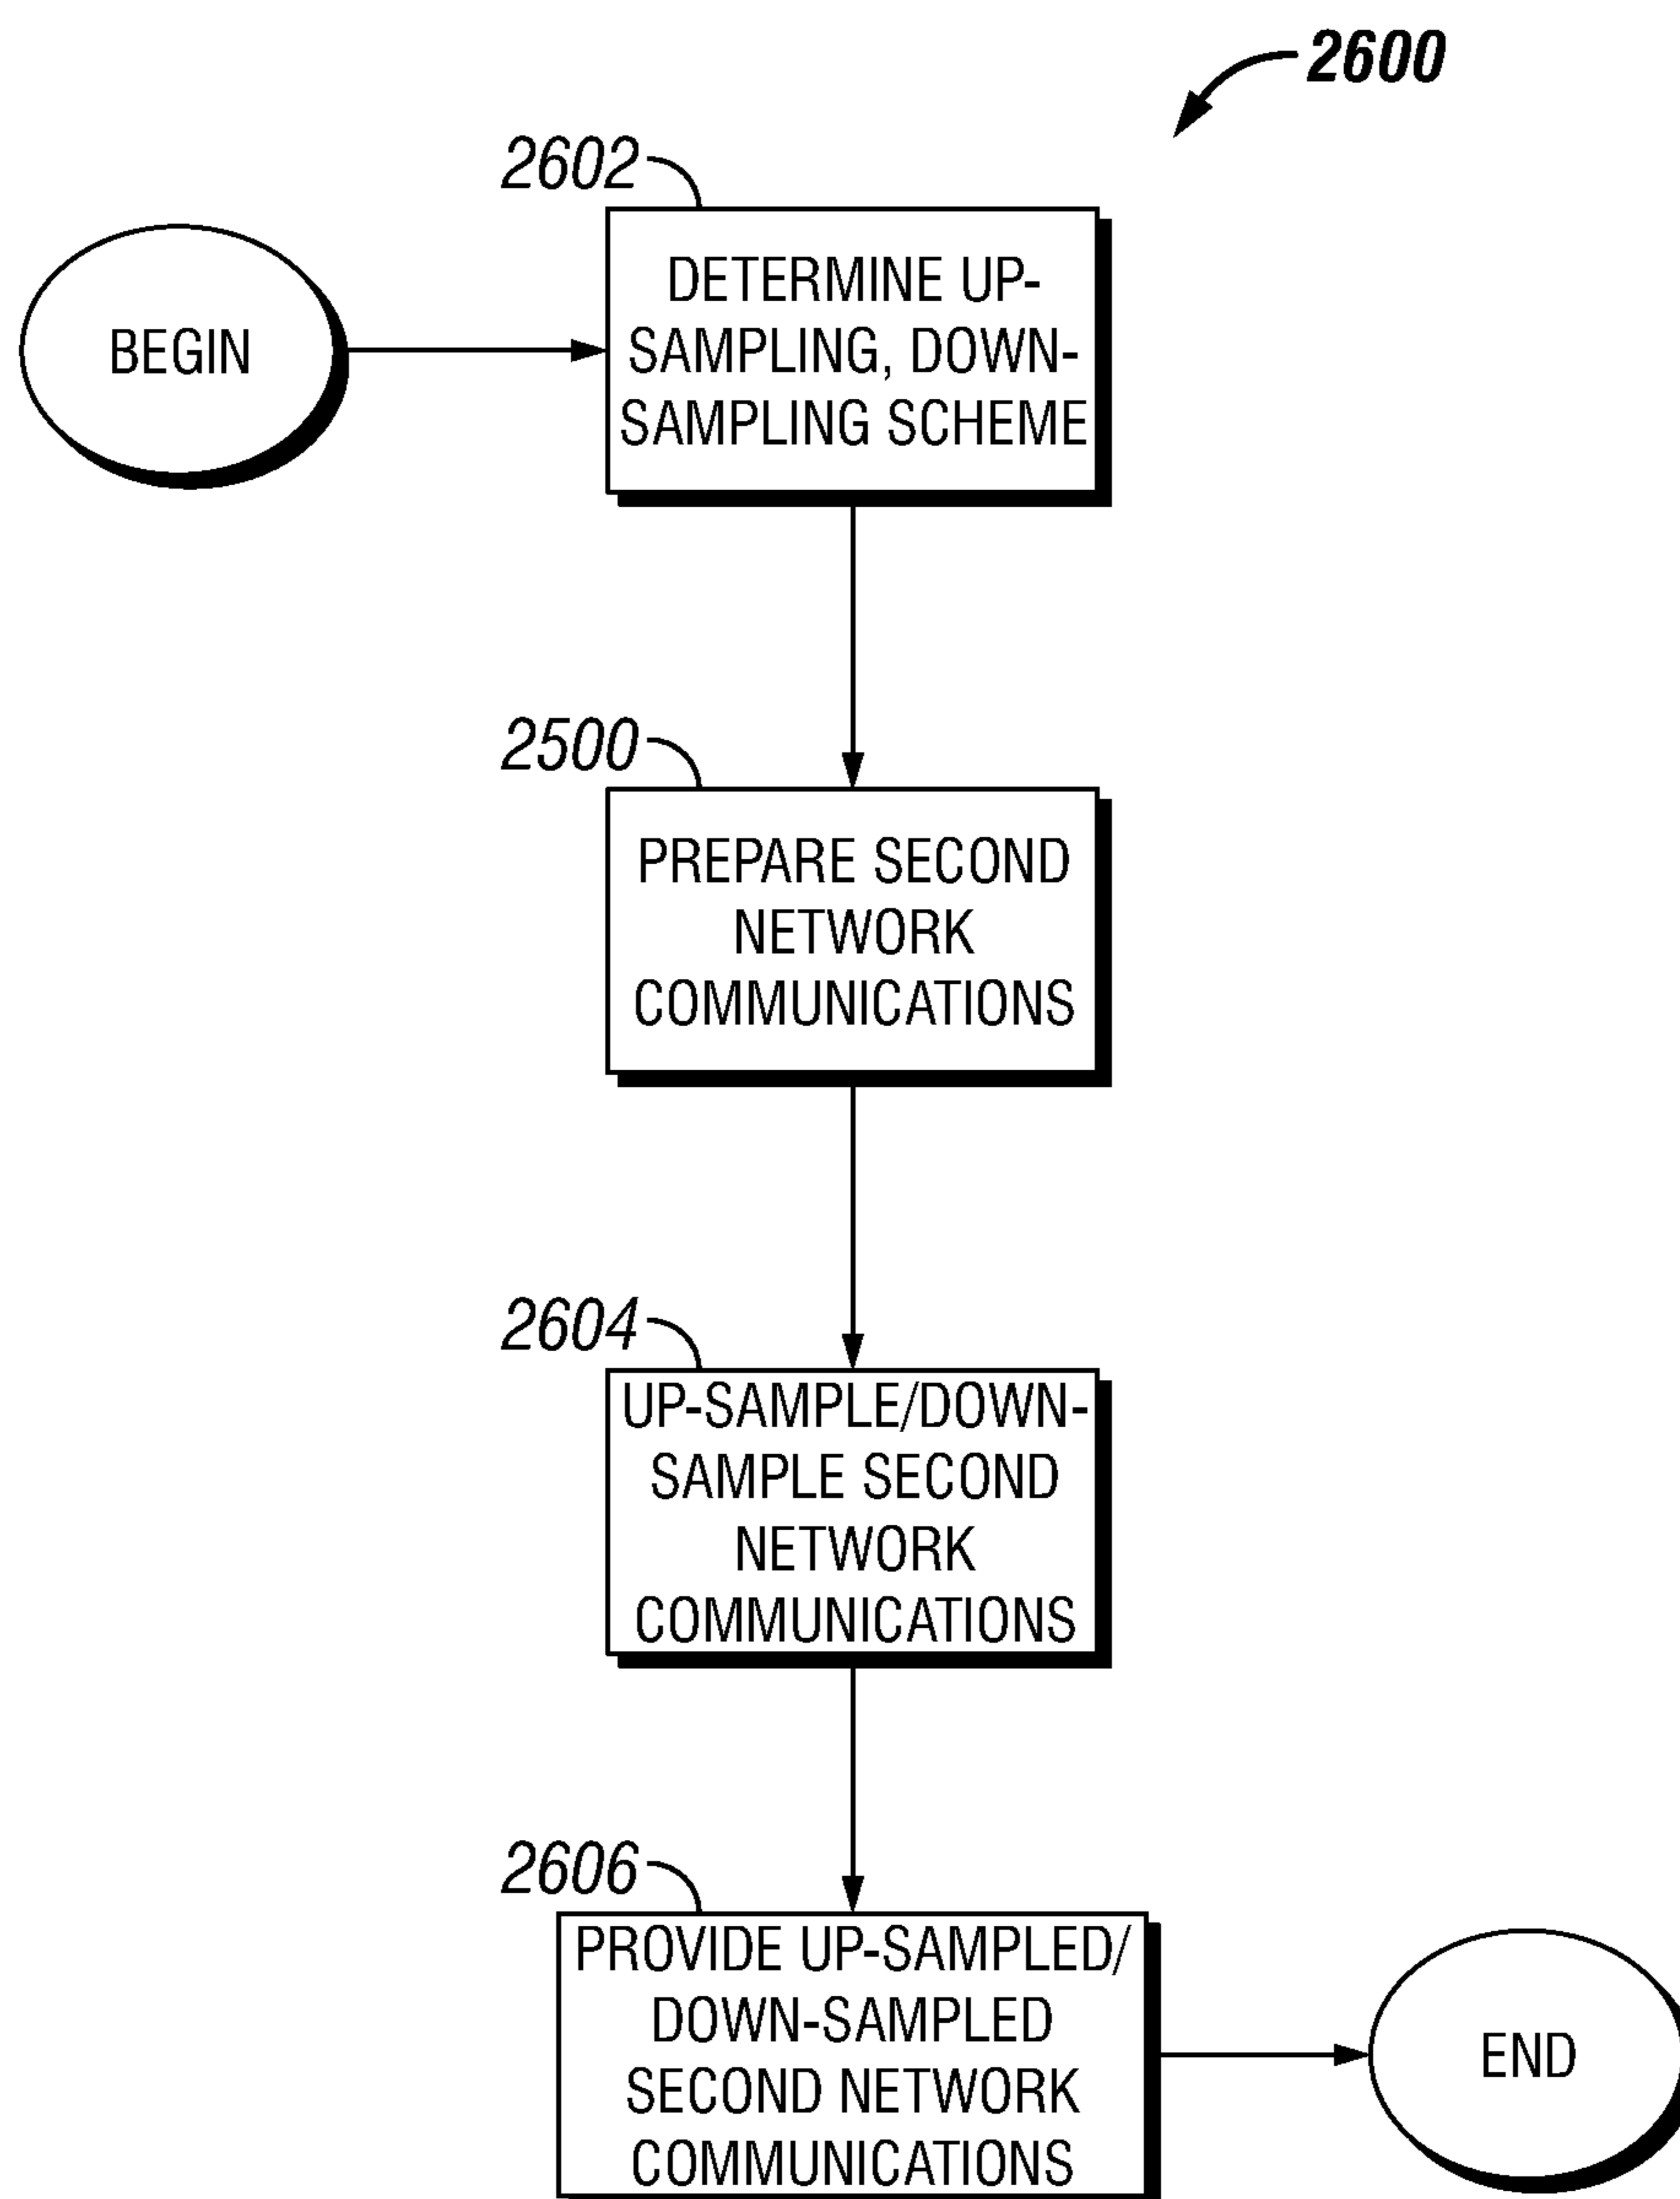 2600
2602
BEGIN
DETERMINE UP-
SAMPLING, DOWN-
SAMPLING SCHEME
2500
PREPARE SECOND
NETWORK
COMMUNICATIONS
2604
UP-SAMPLE/DOWN-
SAMPLE SECOND
NETWORK
COMMUNICATIONS
2606
PROVIDE UP-SAMPLED/
DOWN-SAMPLED
SECOND NETWORK
COMMUNICATIONS
END